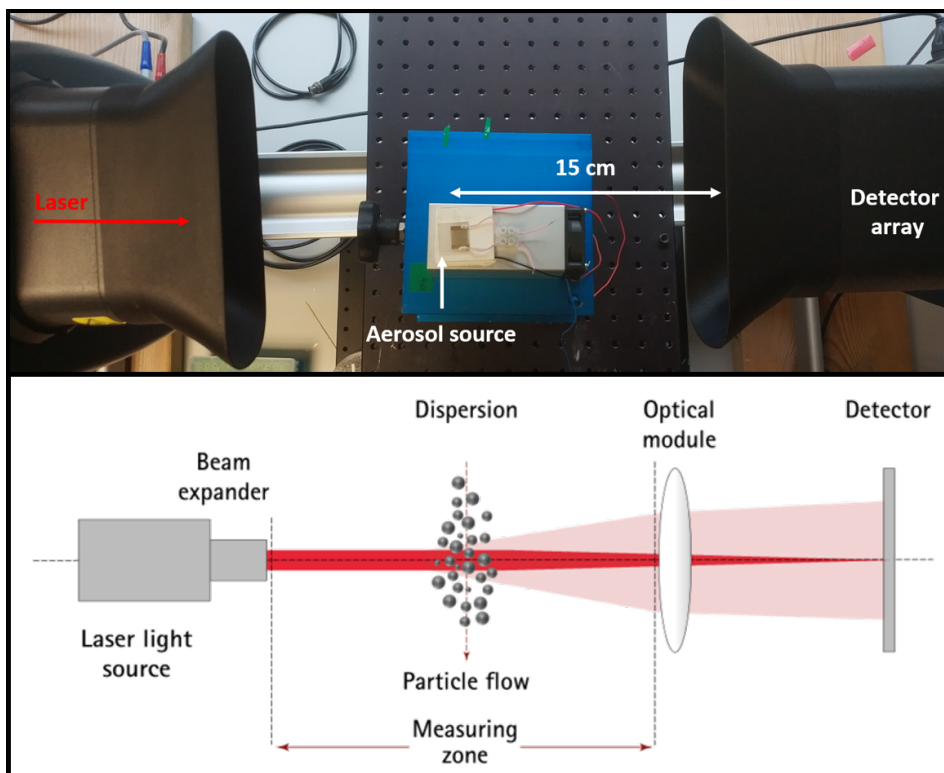 Laser
15 cm
Detector
array
Aerosol source
Dispersion
Optical
module
Detector
Beam
expander
Laser light
source
Particle flow
Measuring
zone